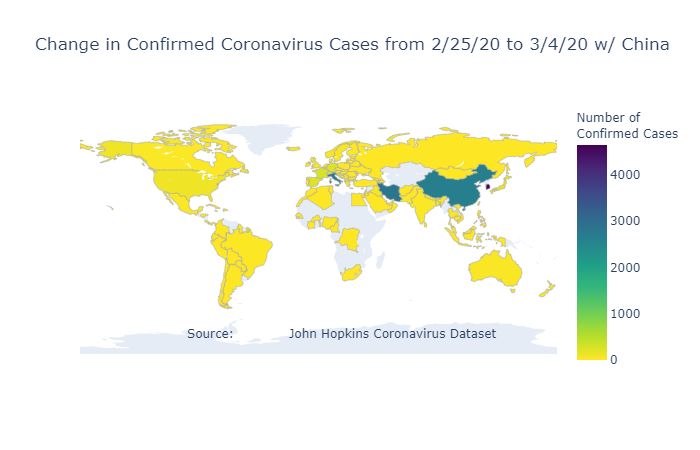 Change in Confirmed Coronavirus Cases from 2/25/20 to 3/4/20 w/ China
Number of
Confirmed Cases
4000
3000
2000
1000
0
Source: John Hopkins Coronavirus Dataset